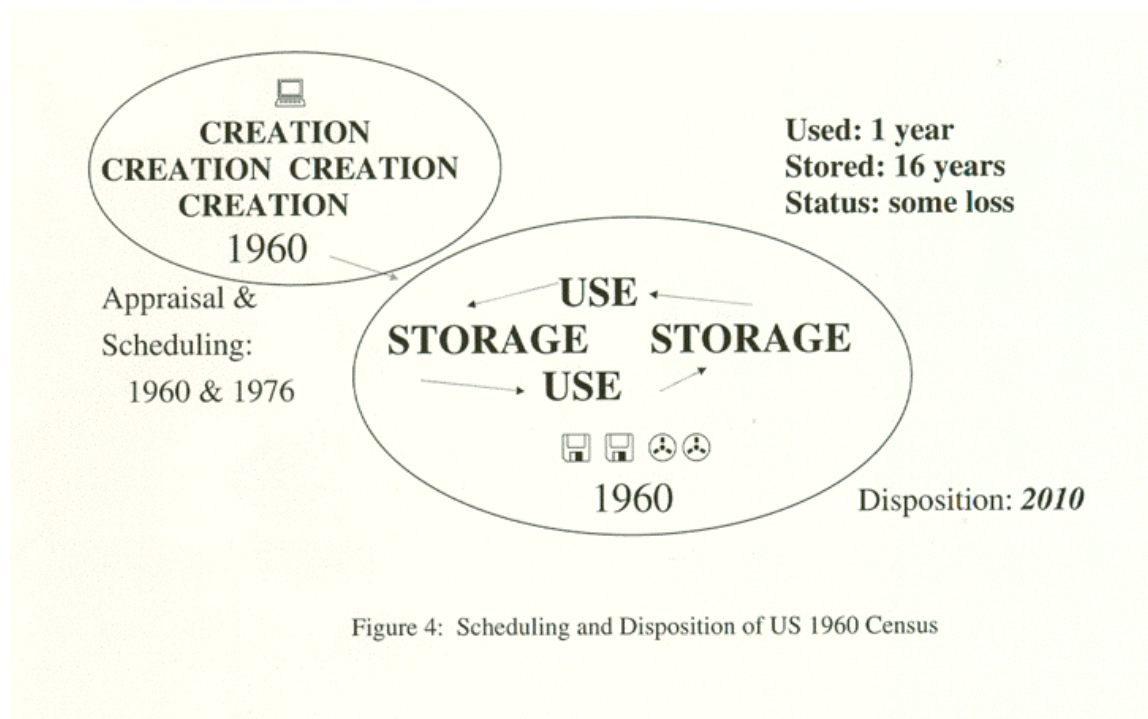 CREATION
CREATION CREATION
CREATION
1960
Used: 1 year
Stored: 16 years
Status: some loss
Appraisal &
Scheduling:
1960 & 1976
USE
STORAGE STORAGE
USE
1960
Disposition: 2010
Figure 4: Scheduling and Disposition of US 1960 Census